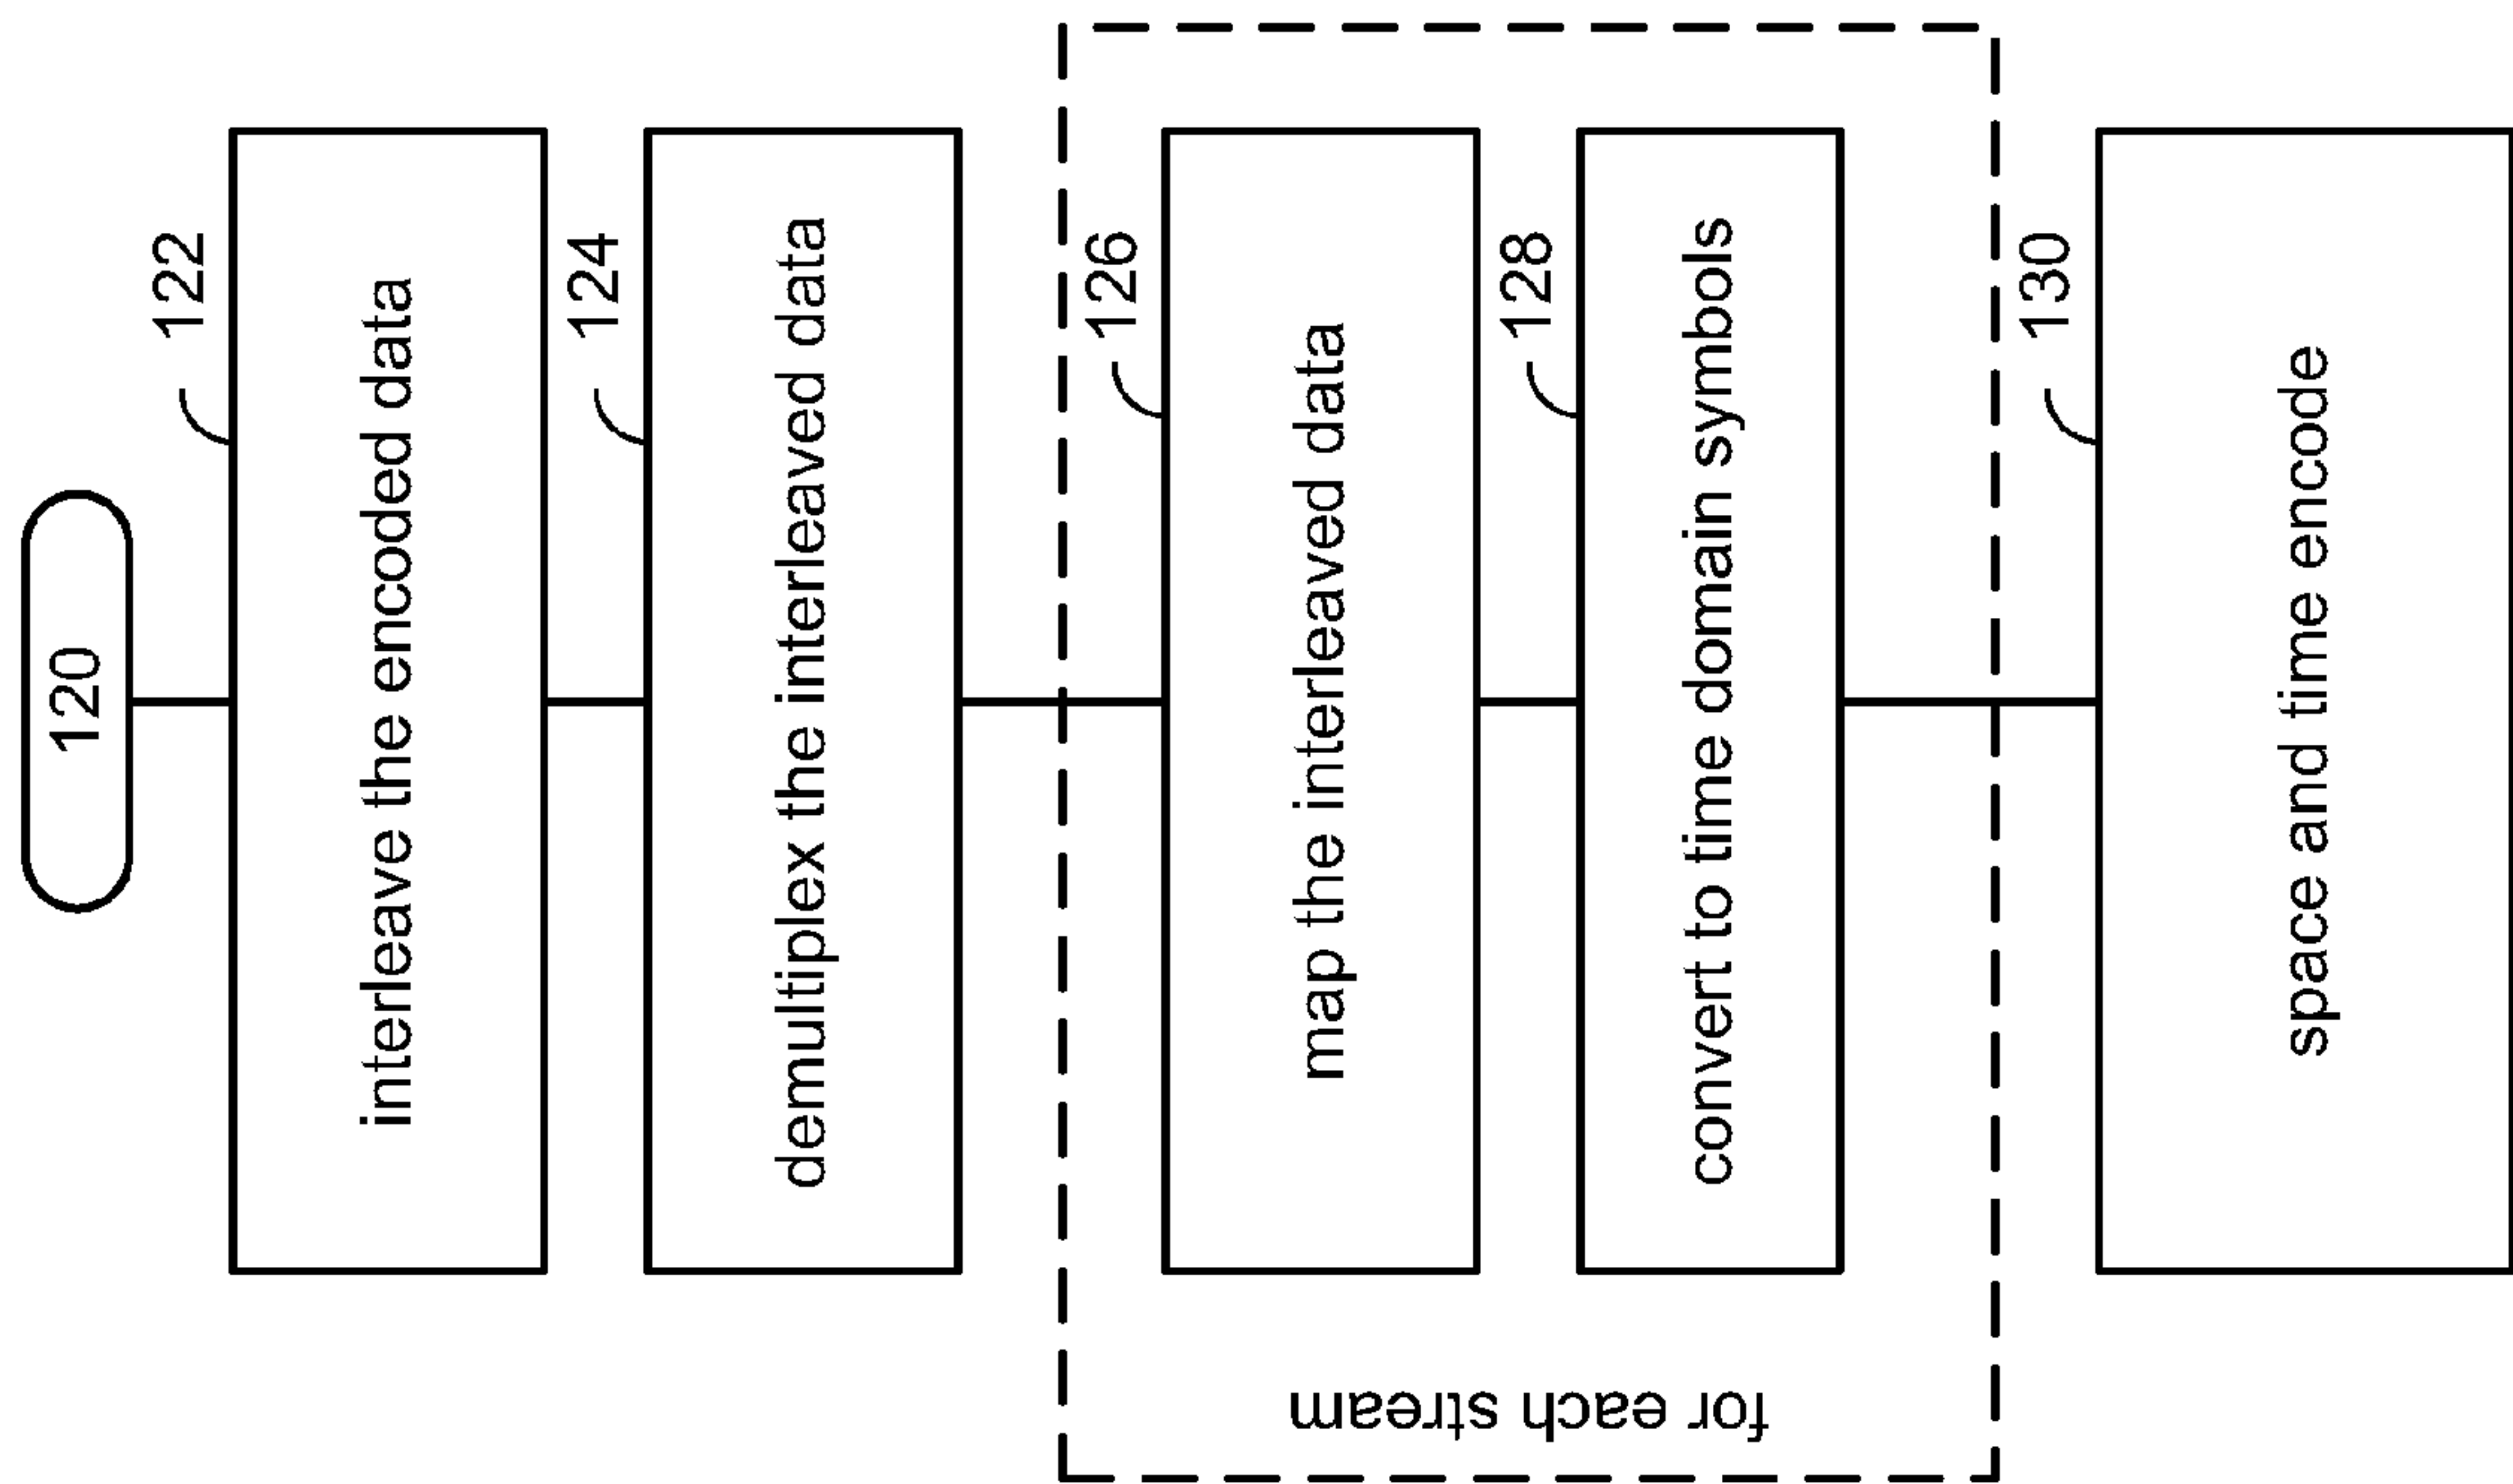 120
122
interleave the encoded data
124
demultiplex the interleaved data
for each stream
126
map the interleaved data
128
convert to time domain symbols
130
space and time encode